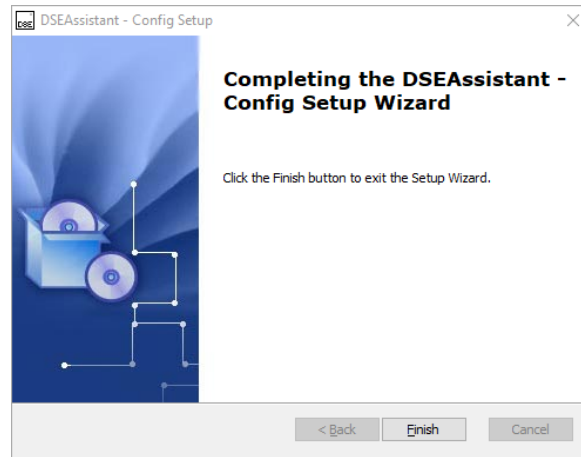 DSE
DSEAssistant - Config Setup
Completing the DSEAssistant -
Config Setup Wizard
Click the Finish button to exit the Setup Wizard.
< Back
Finish
Cancel